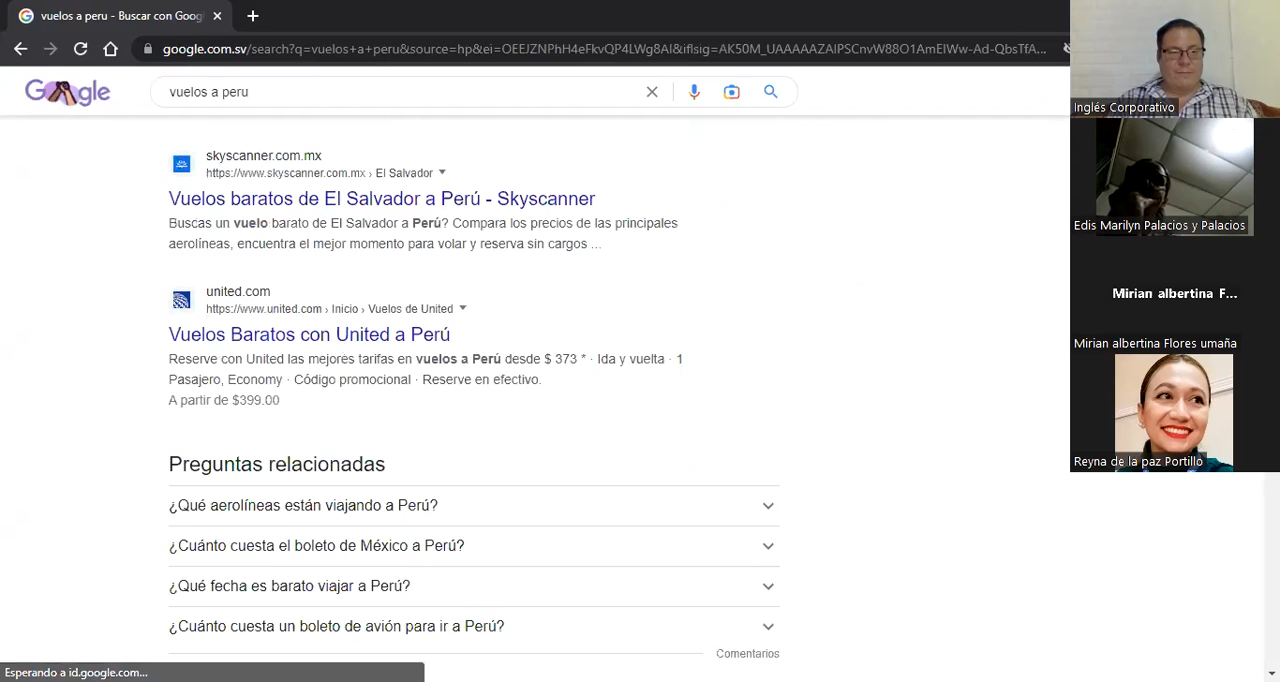 vuelos a peru - Buscar con Goog
google.com.sv/search?q=vuelos+a+peru&source=hp&ei=OEEJZNPhH4eFkvQP4LWg8AI&iflsig=AK50M_UAAAAAZAlPSCnvW88O1AmEIWw-Ad-QbsTfA...
Google
vuelos a peru
skyscanner.com.mx
https://www.skyscanner.com.mx › El Salvador
Vuelos baratos de El Salvador a Perú - Skyscanner
Buscas un vuelo barato de El Salvador a Perú? Compara los precios de las principales
aerolíneas, encuentra el mejor momento para volar y reserva sin cargos ...
united.com
https://www.united.com › Inicio › Vuelos de United
Vuelos Baratos con United a Perú
Reserve con United las mejores tarifas en vuelos a Perú desde $ 373 * · Ida y vuelta · 1
Pasajero, Economy · Código promocional · Reserve en efectivo.
A partir de $399.00
Preguntas relacionadas
¿Qué aerolíneas están viajando a Perú?
¿Cuánto cuesta el boleto de México a Perú?
¿Qué fecha es barato viajar a Perú?
¿Cuánto cuesta un boleto de avión para ir a Perú?
Comentarios
Esperando a id.google.com...
Inglés Corporativo
Edis Marilyn Palacios y Palacios
Mirian albertina F...
Mirian albertina Flores umaña
Reyna de la paz Portillo